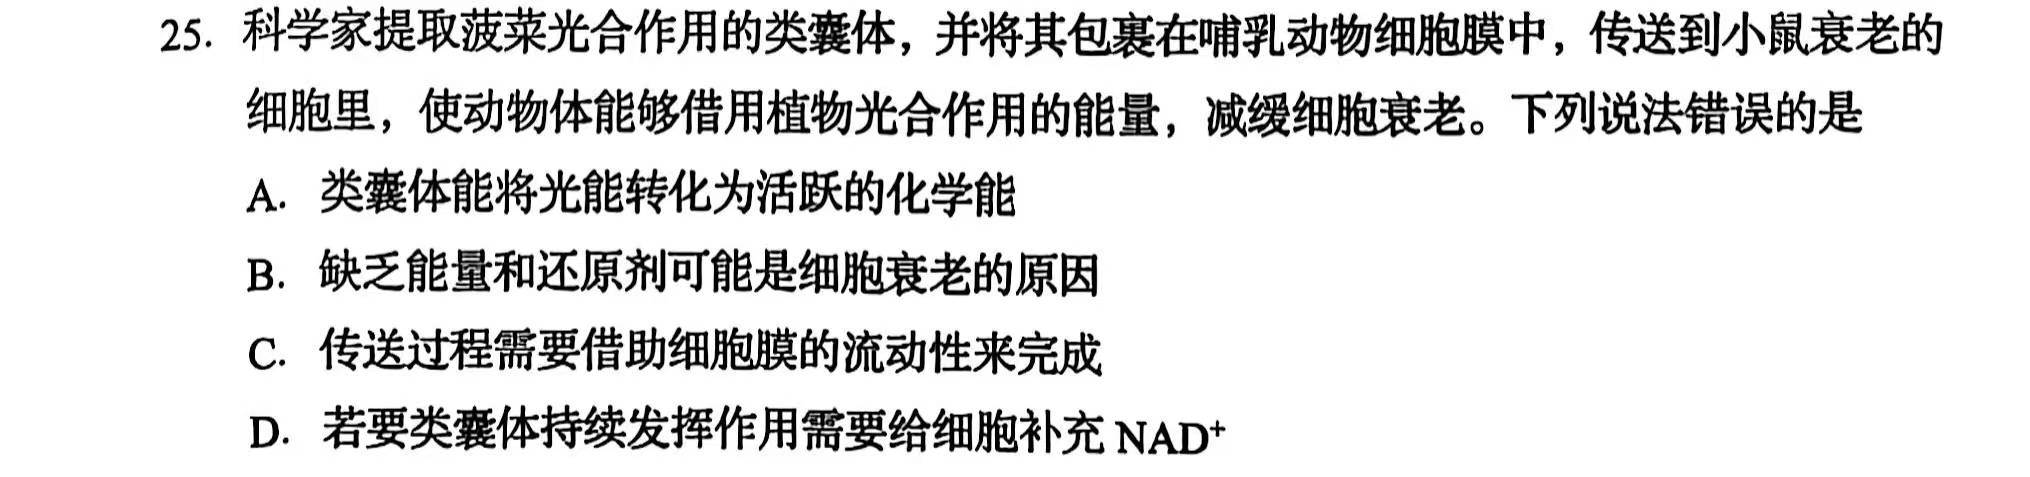 25. 科学家提取菠菜光合作用的类囊体，并将其包裹在哺乳动物细胞膜中，传送到小鼠衰老的
细胞里，使动物体能够借用植物光合作用的能量，减缓细胞衰老。下列说法错误的是
A. 类囊体能将光能转化为活跃的化学能
B. 缺乏能量和还原剂可能是细胞衰老的原因
C. 传送过程需要借助细胞膜的流动性来完成
D. 若要类囊体持续发挥作用需要给细胞补充 NAD⁺